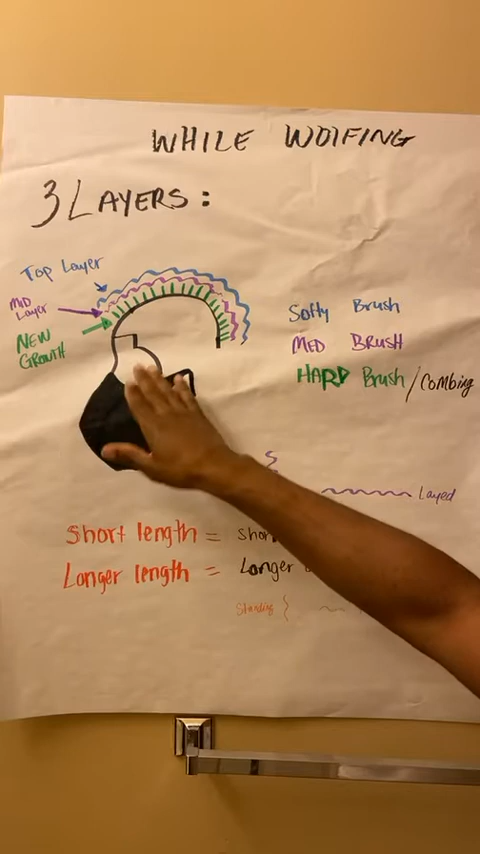 WHILE WOlFING
3 LAYERS:
Top Layer
MID Layer
NEW GROWTH
Softy Brush
MED BRUSH
HARD Brush / Combing
Layed
Short length =
Longer length = Longer
Standing